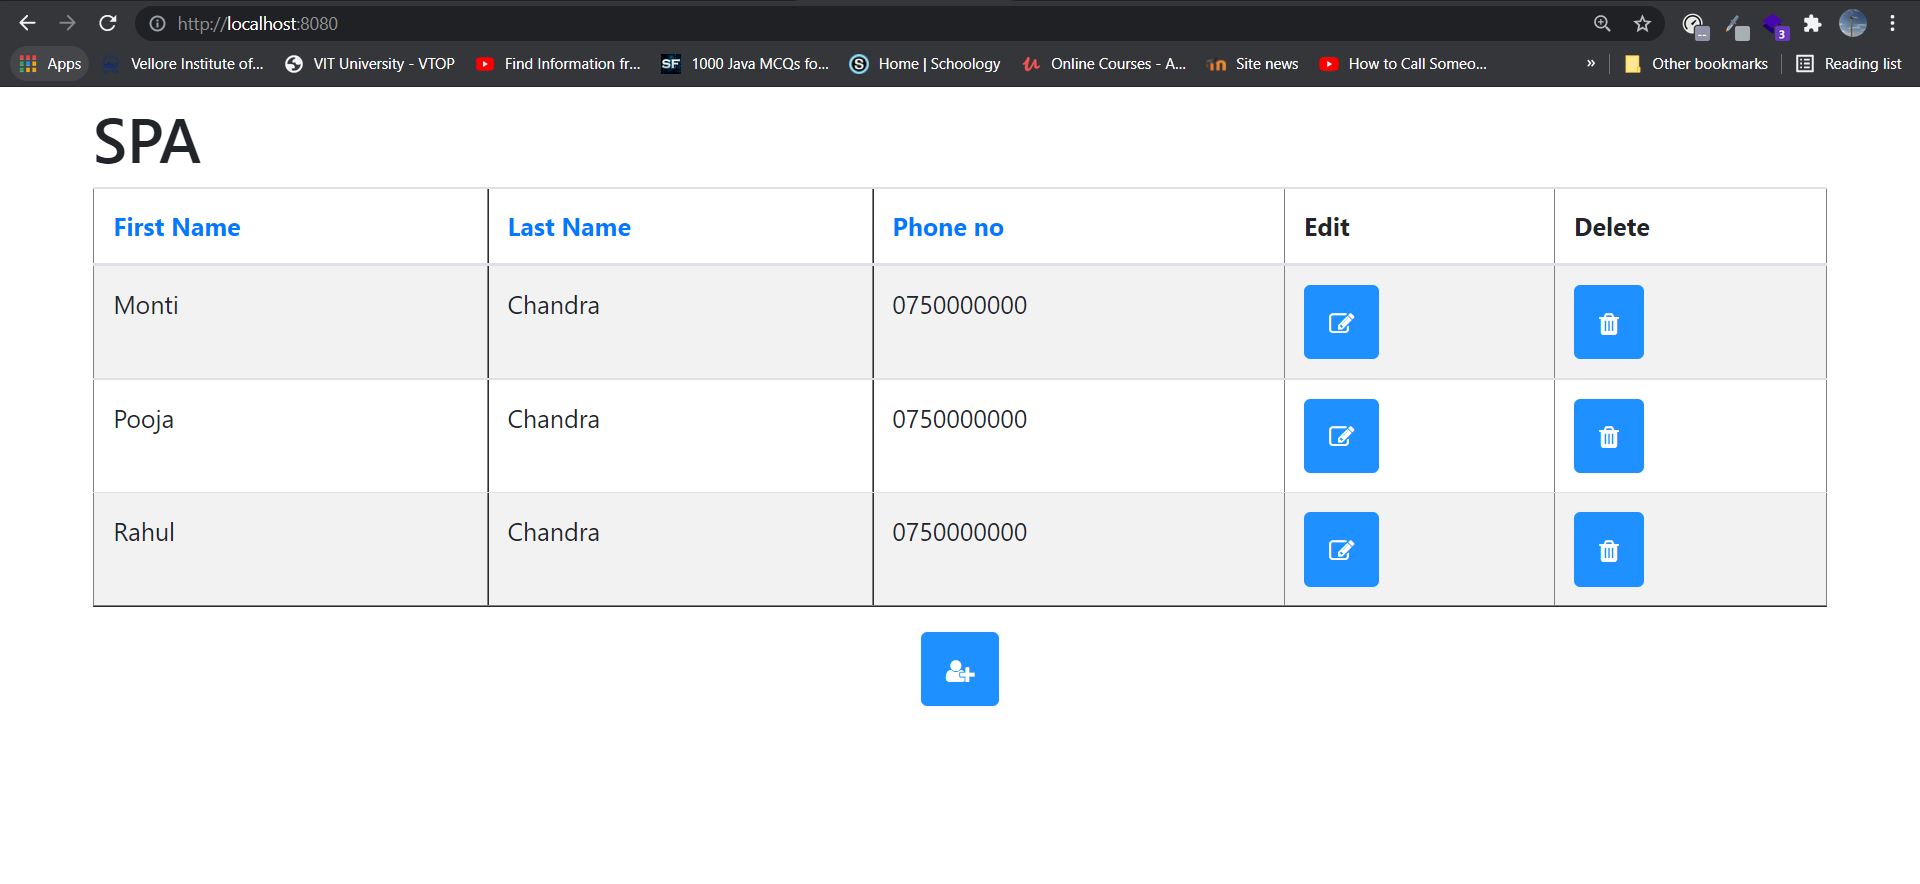 http://localhost:8080
3
Apps Vellore Institute of... VIT University - VTOP Find Information fr... SF 1000 Java MCQs fo... S Home | Schoology Online Courses - A... Site news How to Call Someo... » Other bookmarks Reading list
SPA
First Name Last Name Phone no Edit Delete
Monti Chandra 0750000000
Pooja Chandra 0750000000
Rahul Chandra 0750000000